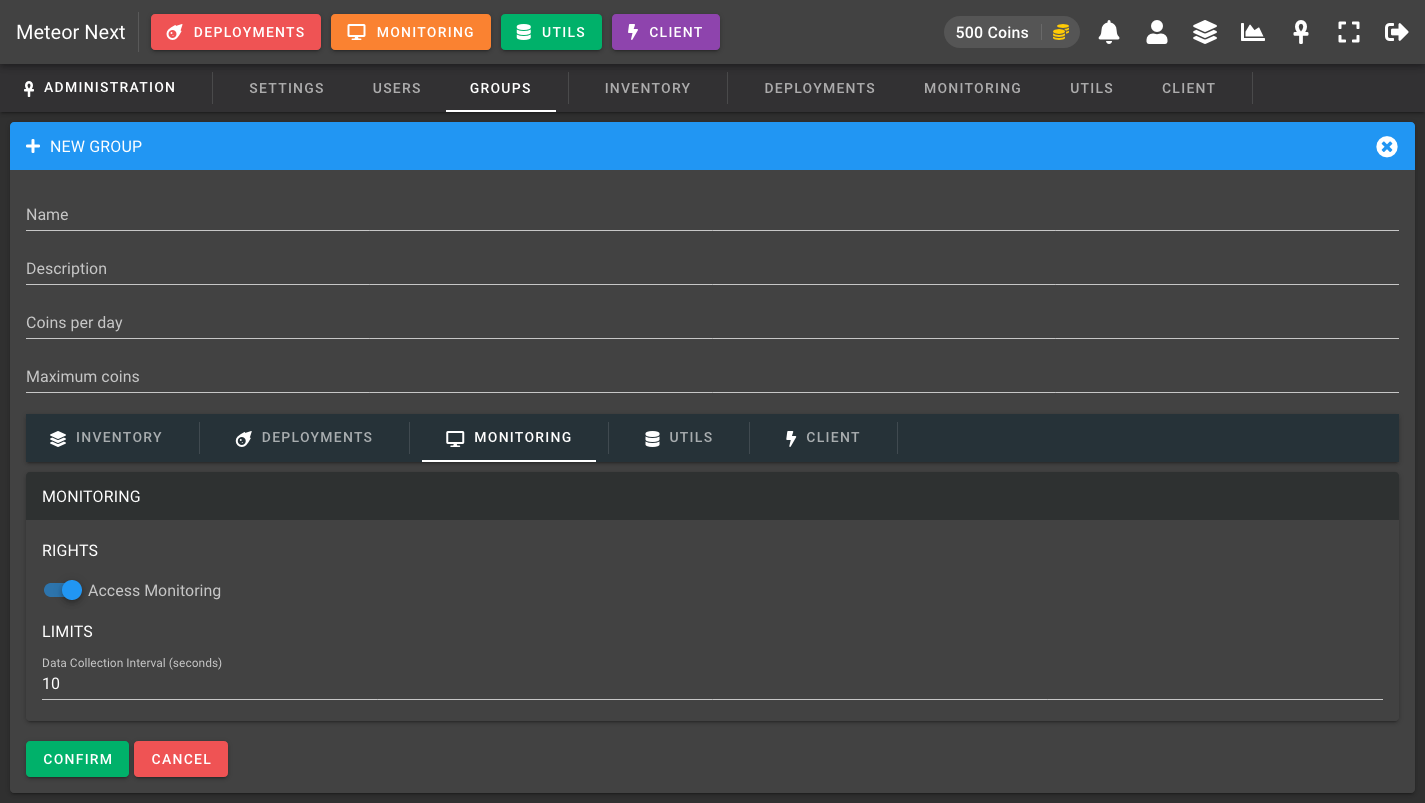 Meteor Next DEPLOYMENTS MONITORING UTILS CLIENT 500 Coins
ADMINISTRATION SETTINGS USERS GROUPS INVENTORY DEPLOYMENTS MONITORING UTILS CLIENT
NEW GROUP
Name
Description
Coins per day
Maximum coins
INVENTORY DEPLOYMENTS MONITORING UTILS CLIENT
MONITORING
RIGHTS
Access Monitoring
LIMITS
Data Collection Interval (seconds)
10
CONFIRM CANCEL